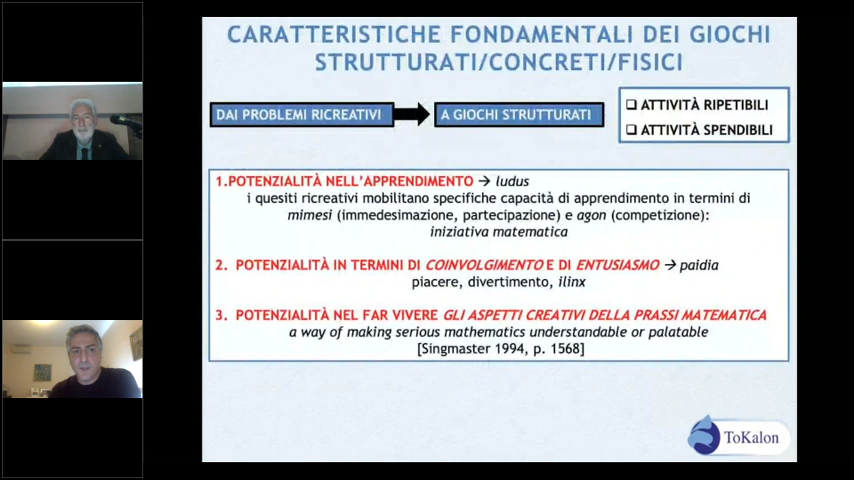 CARATTERISTICHE FONDAMENTALI DEI GIOCHI
STRUTTURATI/CONCRETI/FISICI
DAI PROBLEMI RICREATIVI
A GIOCHI STRUTTURATI
❑ ATTIVITÀ RIPETIBILI
❑ ATTIVITÀ SPENDIBILI
1.POTENZIALITÀ NELL'APPRENDIMENTO → ludus
i quesiti ricreativi mobilitano specifiche capacità di apprendimento in termini di
mimesi (immedesimazione, partecipazione) e agon (competizione):
iniziativa matematica
2. POTENZIALITÀ IN TERMINI DI COINVOLGIMENTO E DI ENTUSIASMO → paidia
piacere, divertimento, ilinx
3. POTENZIALITÀ NEL FAR VIVERE GLI ASPETTI CREATIVI DELLA PRASSI MATEMATICA
a way of making serious mathematics understandable or palatable
[Singmaster 1994, p. 1568]
ToKalon